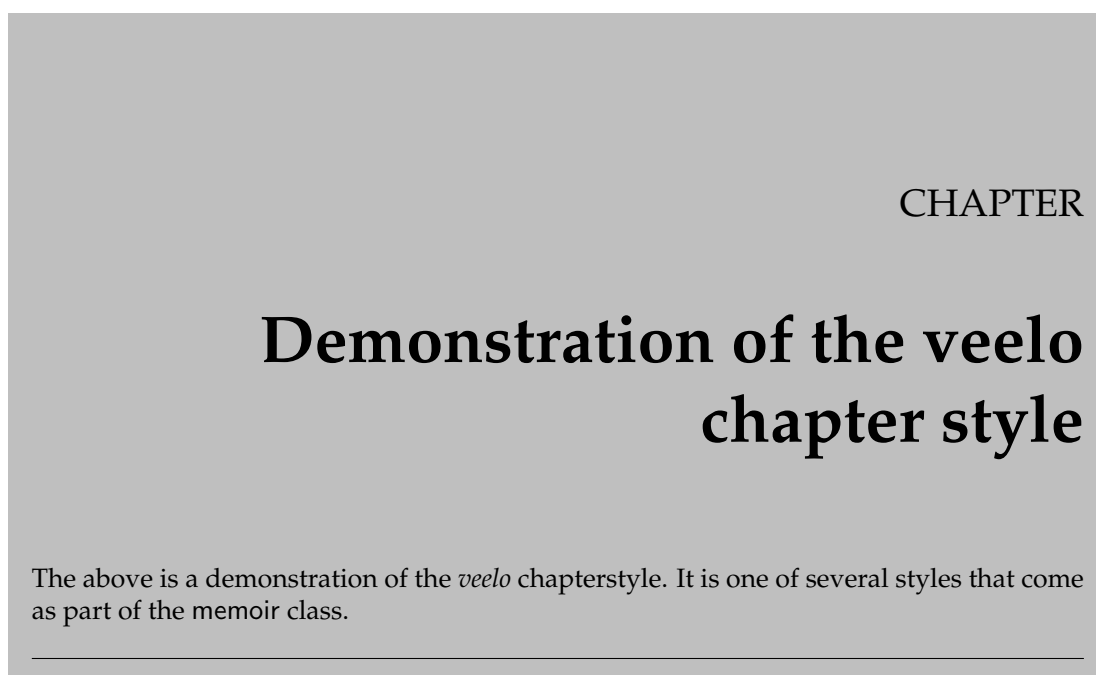 CHAPTER
Demonstration of the veelo
chapter style
The above is a demonstration of the veelo chapterstyle. It is one of several styles that come
as part of the memoir class.